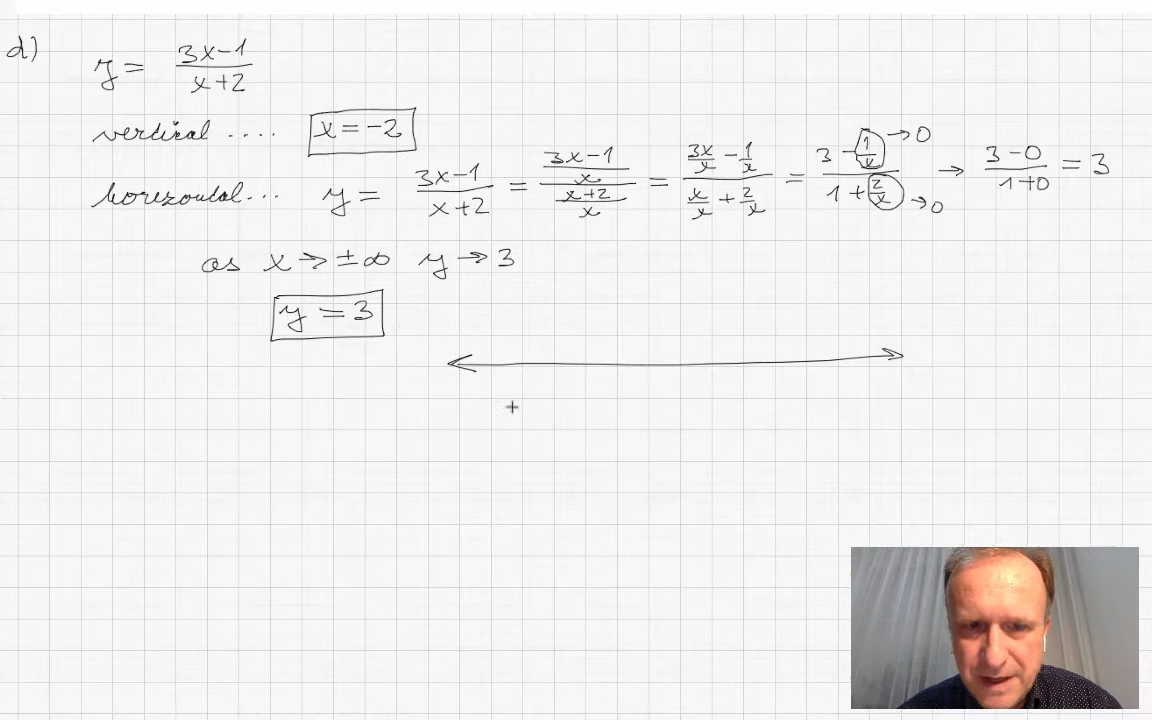 d)
y = (3x-1)/(x+2)
vertical .... x = -2
horizontal... y = (3x-1)/(x+2) = ((3x-1)/x)/((x+2)/x) = (3x/x - 1/x)/(x/x + 2/x) = (3 - 1/x →0)/(1 + 2/x →0) → (3-0)/(1+0) = 3
as x → ±∞ y → 3
y = 3
+